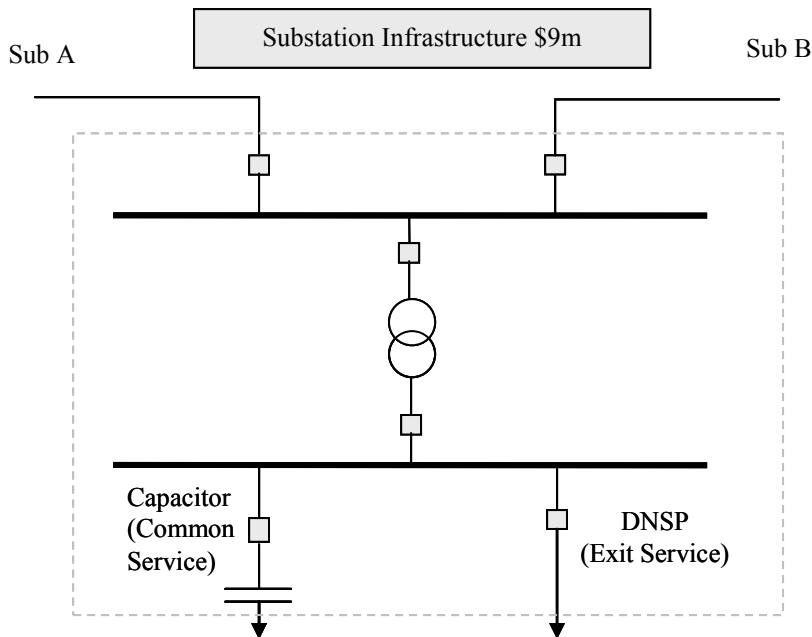 Substation Infrastructure $9m
Sub A
Sub B
Capacitor
(Common
Service)
DNSP
(Exit Service)